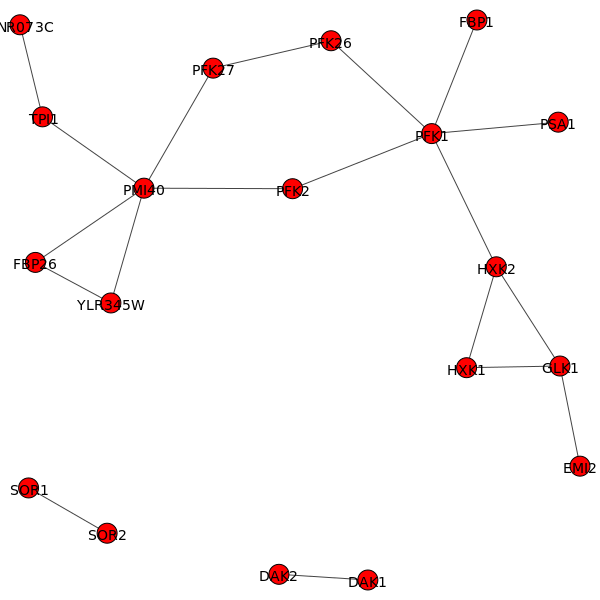 NR073C
FBP1
PFK26
PFK27
TPI1
PSA1
PFK1
PMI40
PFK2
FBP26
HXK2
YLR345W
HXK1
GLK1
EMI2
SOR1
SOR2
DAK2
DAK1